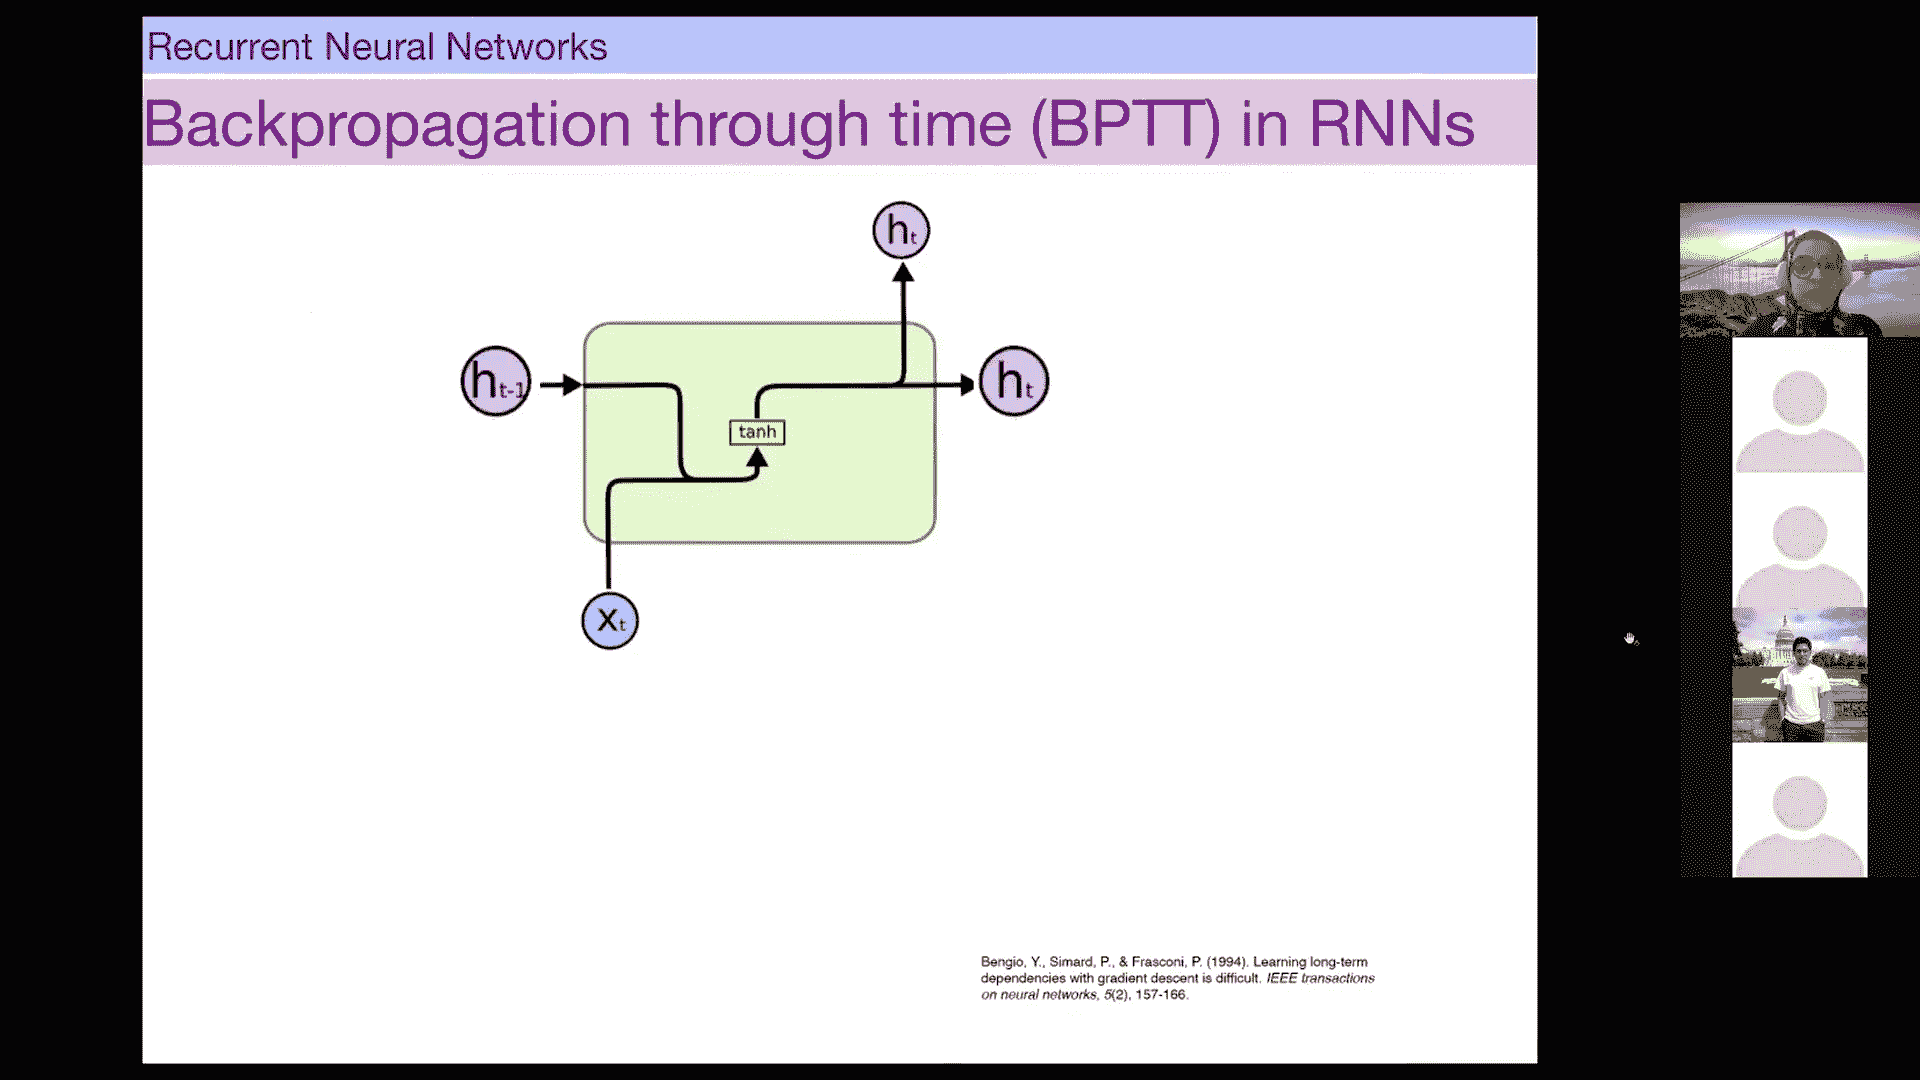 Recurrent Neural Networks
Backpropagation through time (BPTT) in RNNs
ht
ht-1
ht
tanh
xt
Bengio, Y., Simard, P., & Frasconi, P. (1994). Learning long-term
dependencies with gradient descent is difficult. IEEE transactions
on neural networks, 5(2), 157-166.